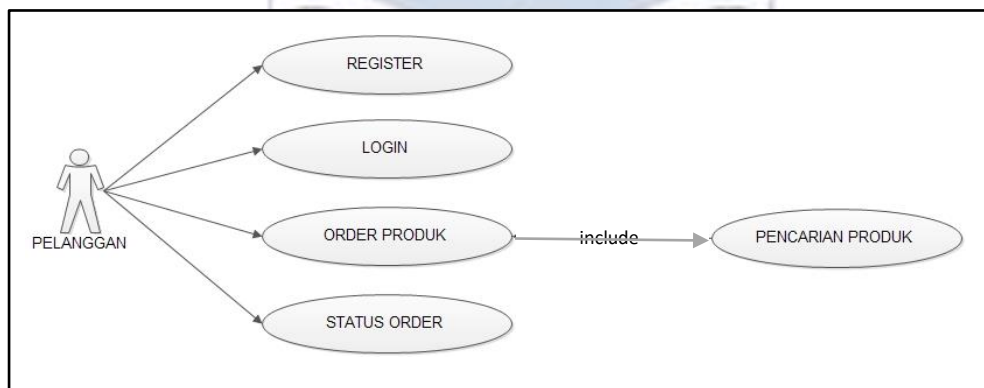 REGISTER
LOGIN
PELANGGAN
ORDER PRODUK
include
PENCARIAN PRODUK
STATUS ORDER